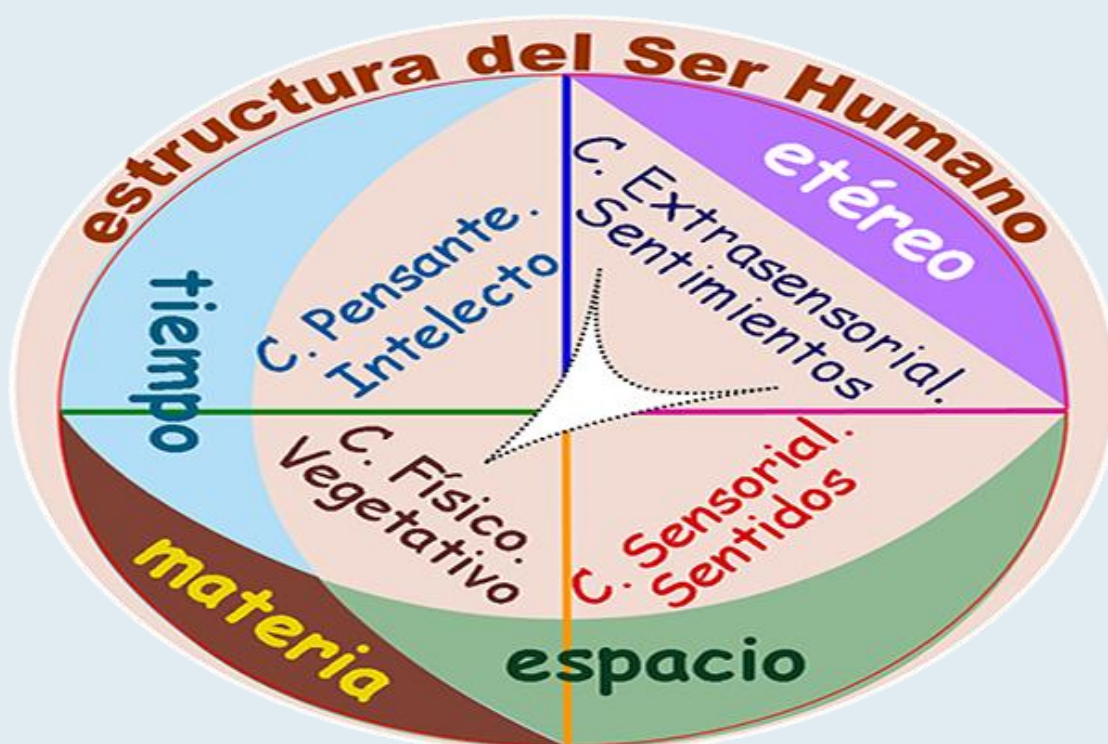 estructura del Ser Humano
etéreo
C. Extrasensorial.
Sentimientos
C. Pensante.
Intelecto
tiempo
C. Físico.
Vegetativo
C. Sensorial.
Sentidos
materia
espacio